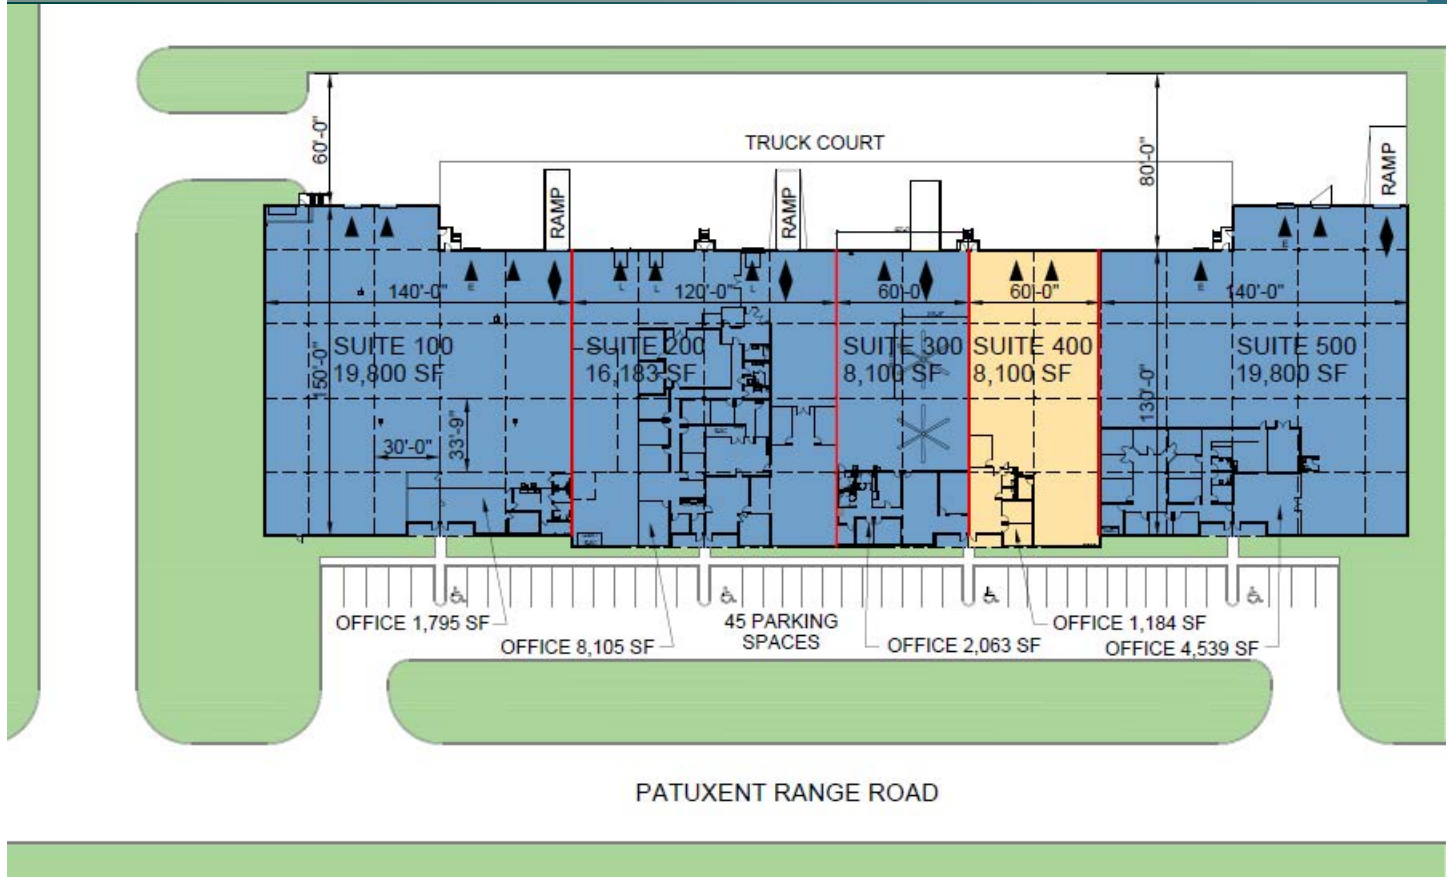 TRUCK COURT
60'-0"
80'-0"
RAMP
RAMP
RAMP
E
L
L
L
E
E
140'-0"
120'-0"
60'-0
60'-0"
140'-0"
SUITE 100
19,800 SF
SUITE 200
16,183 SF
SUITE 300
8,100 SF
SUITE 400
8,100 SF
SUITE 500
19,800 SF
150'-0"
130'-0"
30'-0"
33'-9"
OFFICE 1,795 SF
OFFICE 8,105 SF
45 PARKING
SPACES
OFFICE 2,063 SF
OFFICE 1,184 SF
OFFICE 4,539 SF
PATUXENT RANGE ROAD